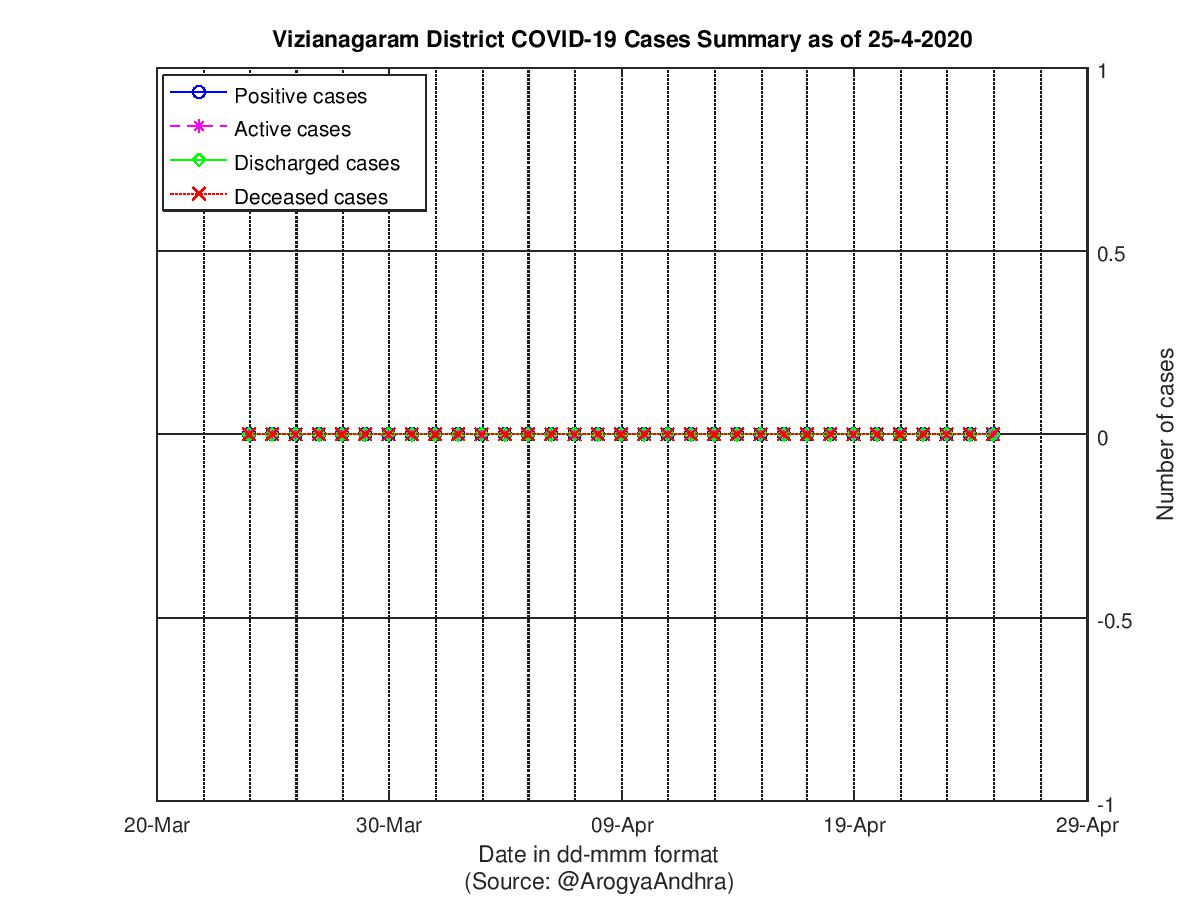 Vizianagaram District COVID-19 Cases Summary as of 25-4-2020
Positive cases
Active cases
Discharged cases
Deceased cases
1
0.5
0
-0.5
-1
Number of cases
20-Mar
30-Mar
09-Apr
19-Apr
29-Apr
Date in dd-mmm format
(Source: @ArogyaAndhra)